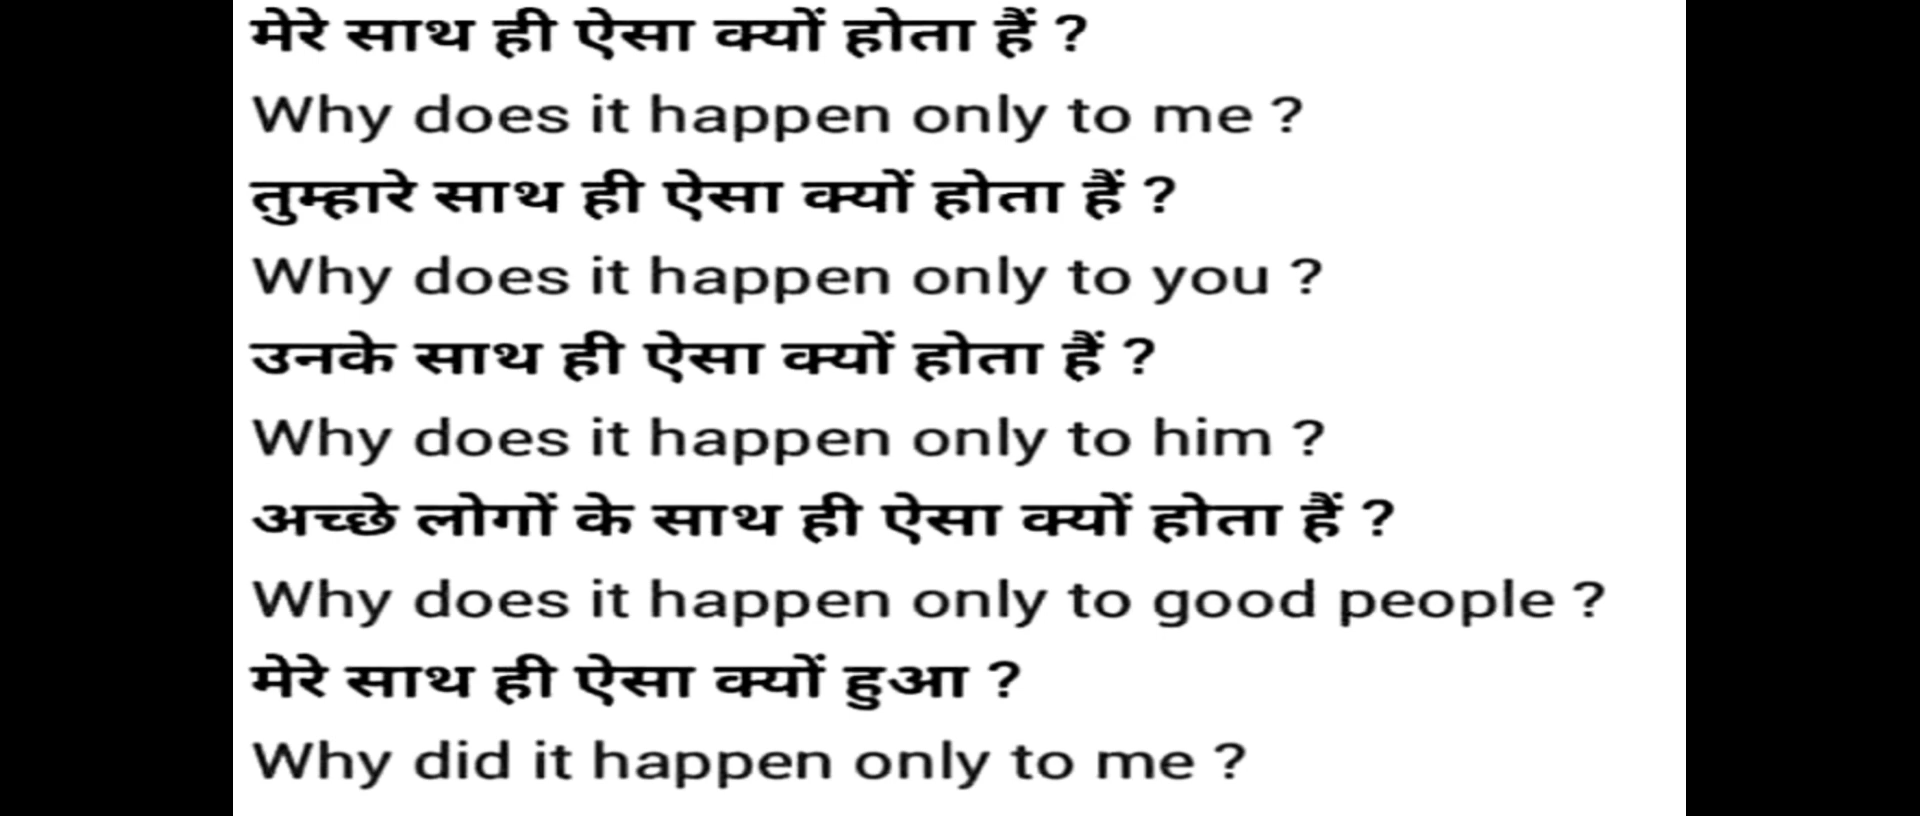 मेरे साथ ही ऐसा क्यों होता हैं ?
Why does it happen only to me ?
तुम्हारे साथ ही ऐसा क्यों होता हैं ?
Why does it happen only to you ?
उनके साथ ही ऐसा क्यों होता हैं ?
Why does it happen only to him ?
अच्छे लोगों के साथ ही ऐसा क्यों होता हैं ?
Why does it happen only to good people ?
मेरे साथ ही ऐसा क्यों हुआ ?
Why did it happen only to me ?